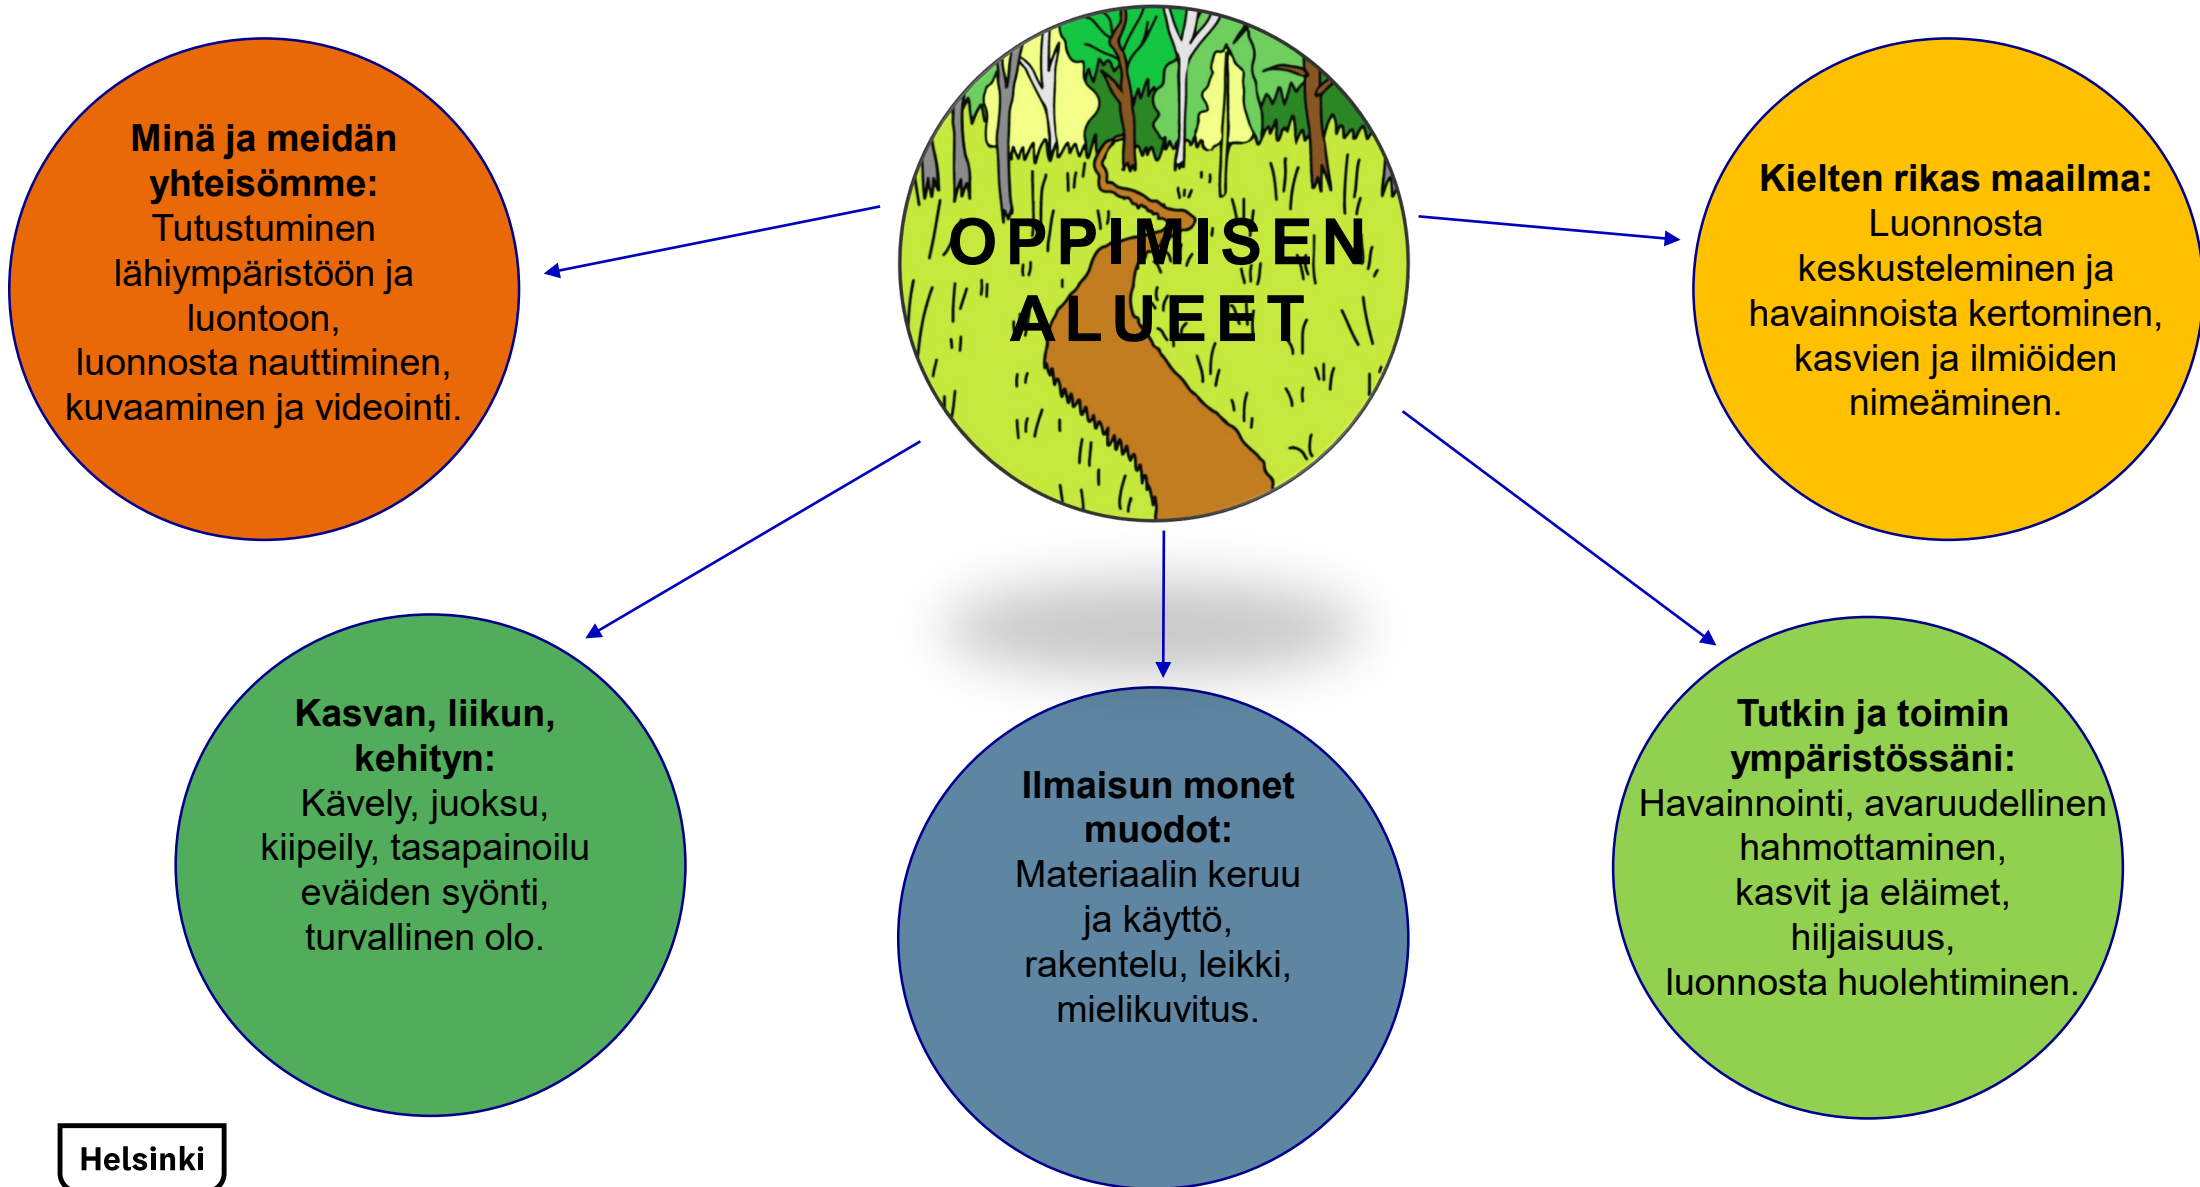 OPPIMISEN
ALUEET
Minä ja meidän
yhteisömme:
Tutustuminen
lähiympäristöön ja
luontoon,
luonnosta nauttiminen,
kuvaaminen ja videointi.
Kielten rikas maailma:
Luonnosta
keskusteleminen ja
havainnoista kertominen,
kasvien ja ilmiöiden
nimeäminen.
Kasvan, liikun,
kehityn:
Kävely, juoksu,
kiipeily, tasapainoilu
eväiden syönti,
turvallinen olo.
Ilmaisun monet
muodot:
Materiaalin keruu
ja käyttö,
rakentelu, leikki,
mielikuvitus.
Tutkin ja toimin
ympäristössäni:
Havainnointi, avaruudellinen
hahmottaminen,
kasvit ja eläimet,
hiljaisuus,
luonnosta huolehtiminen.
Helsinki